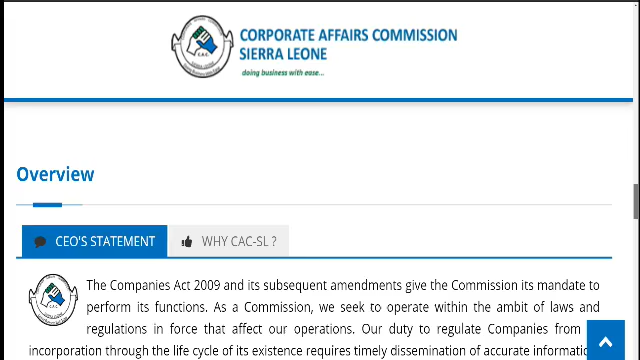 CORPORATE AFFAIRS COMMISSION
SIERRA LEONE
doing business with ease...
Overview
CEO'S STATEMENT
WHY CAC-SL ?
The Companies Act 2009 and its subsequent amendments give the Commission its mandate to
perform its functions. As a Commission, we seek to operate within the ambit of laws and
regulations in force that affect our operations. Our duty to regulate Companies from
incorporation through the life cycle of its existence requires timely dissemination of accurate